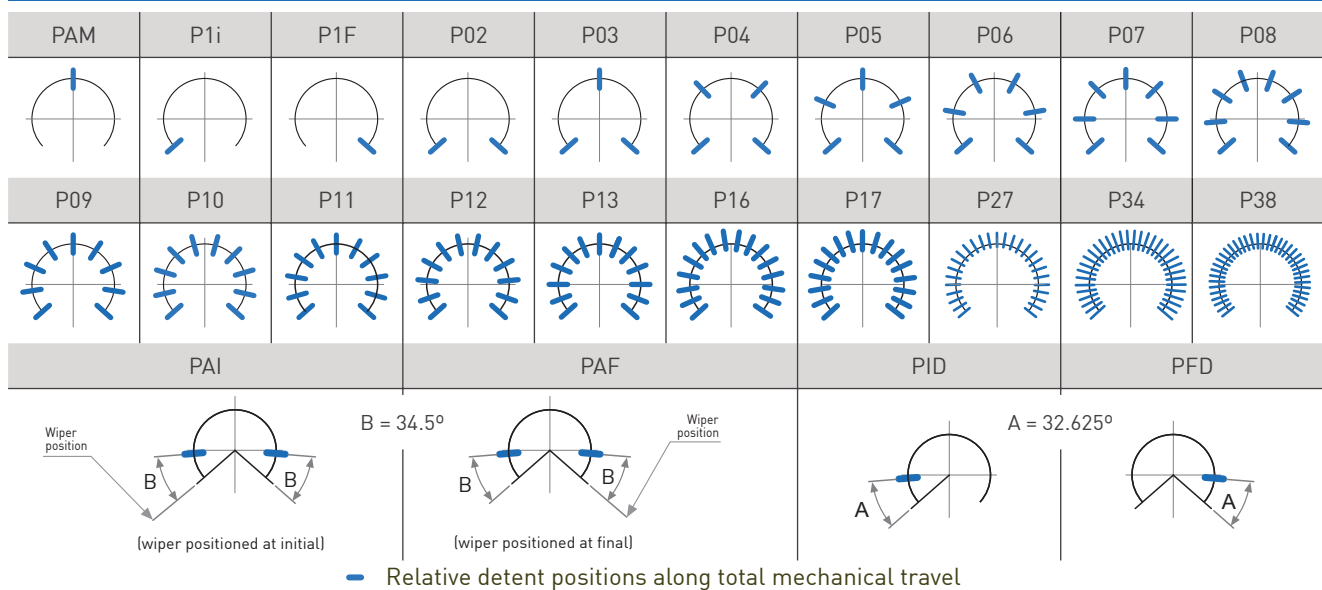 PAM P1i P1F P02 P03 P04 P05 P06 P07 P08
P09 P10 P11 P12 P13 P16 P17 P27 P34 P38
PAI PAF PID PFD
B = 34.5º
A = 32.625º
Wiper
position
B
B
Wiper
position
B
B
A
A
(wiper positioned at initial)
(wiper positioned at final)
Relative detent positions along total mechanical travel